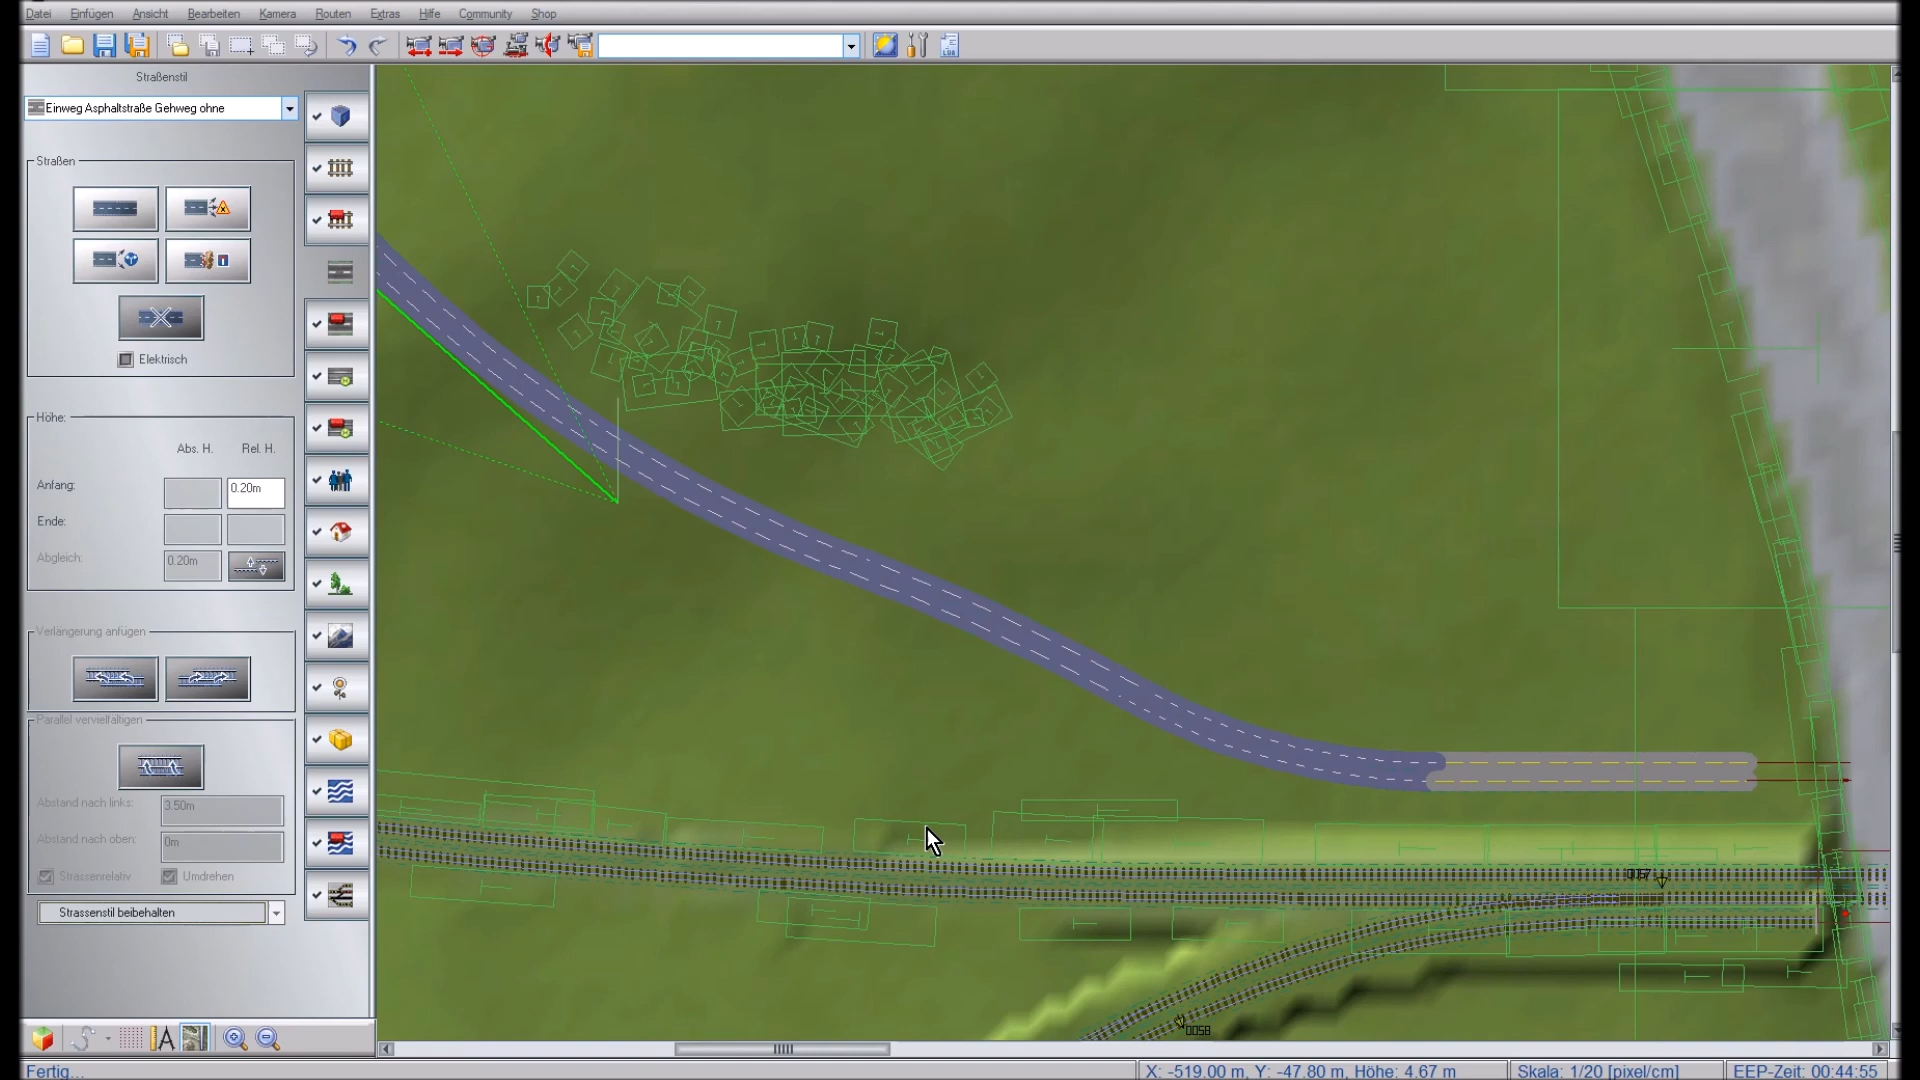 Datei Einfügen Ansicht Bearbeiten Kamera Routen Extras Hilfe Community Shop
LUA
Straßenstil
Einweg Asphaltstraße Gehweg ohne
Straßen
Elektrisch
Höhe:
Abs. H. Rel. H.
Anfang: 0.20m
Ende:
Abgleich: 0.20m
Verlängerung anfügen
Parallel vervielfältigen
Abstand nach links: 3.50m
Abstand nach oben: 0m
Strassenrelativ Umdrehen
Strassenstil beibehalten
0057
0058
Fertig...
X: -519.00 m, Y: -47.80 m, Höhe: 4.67 m
Skala: 1/20 [pixel/cm]
EEP-Zeit: 00:44:55